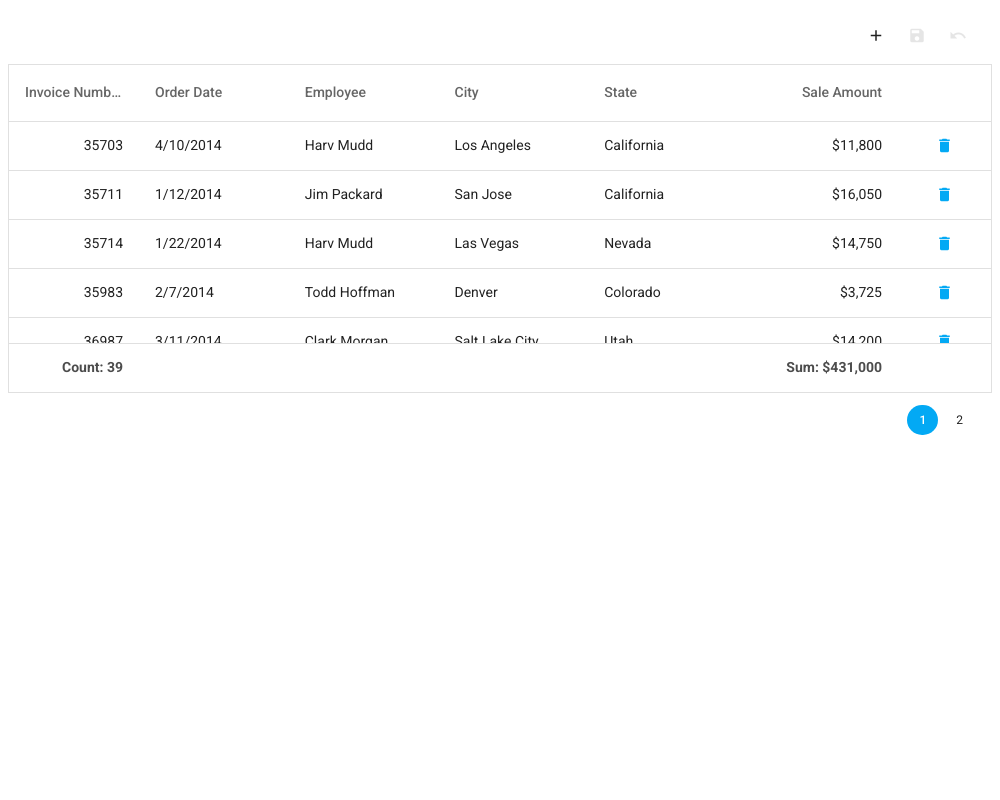 Invoice Numb... Order Date Employee City State Sale Amount
35703 4/10/2014 Harv Mudd Los Angeles California $11,800
35711 1/12/2014 Jim Packard San Jose California $16,050
35714 1/22/2014 Harv Mudd Las Vegas Nevada $14,750
35983 2/7/2014 Todd Hoffman Denver Colorado $3,725
36987 3/11/2014 Clark Morgan Salt Lake City Utah $14,200
Count: 39 Sum: $431,000
1 2